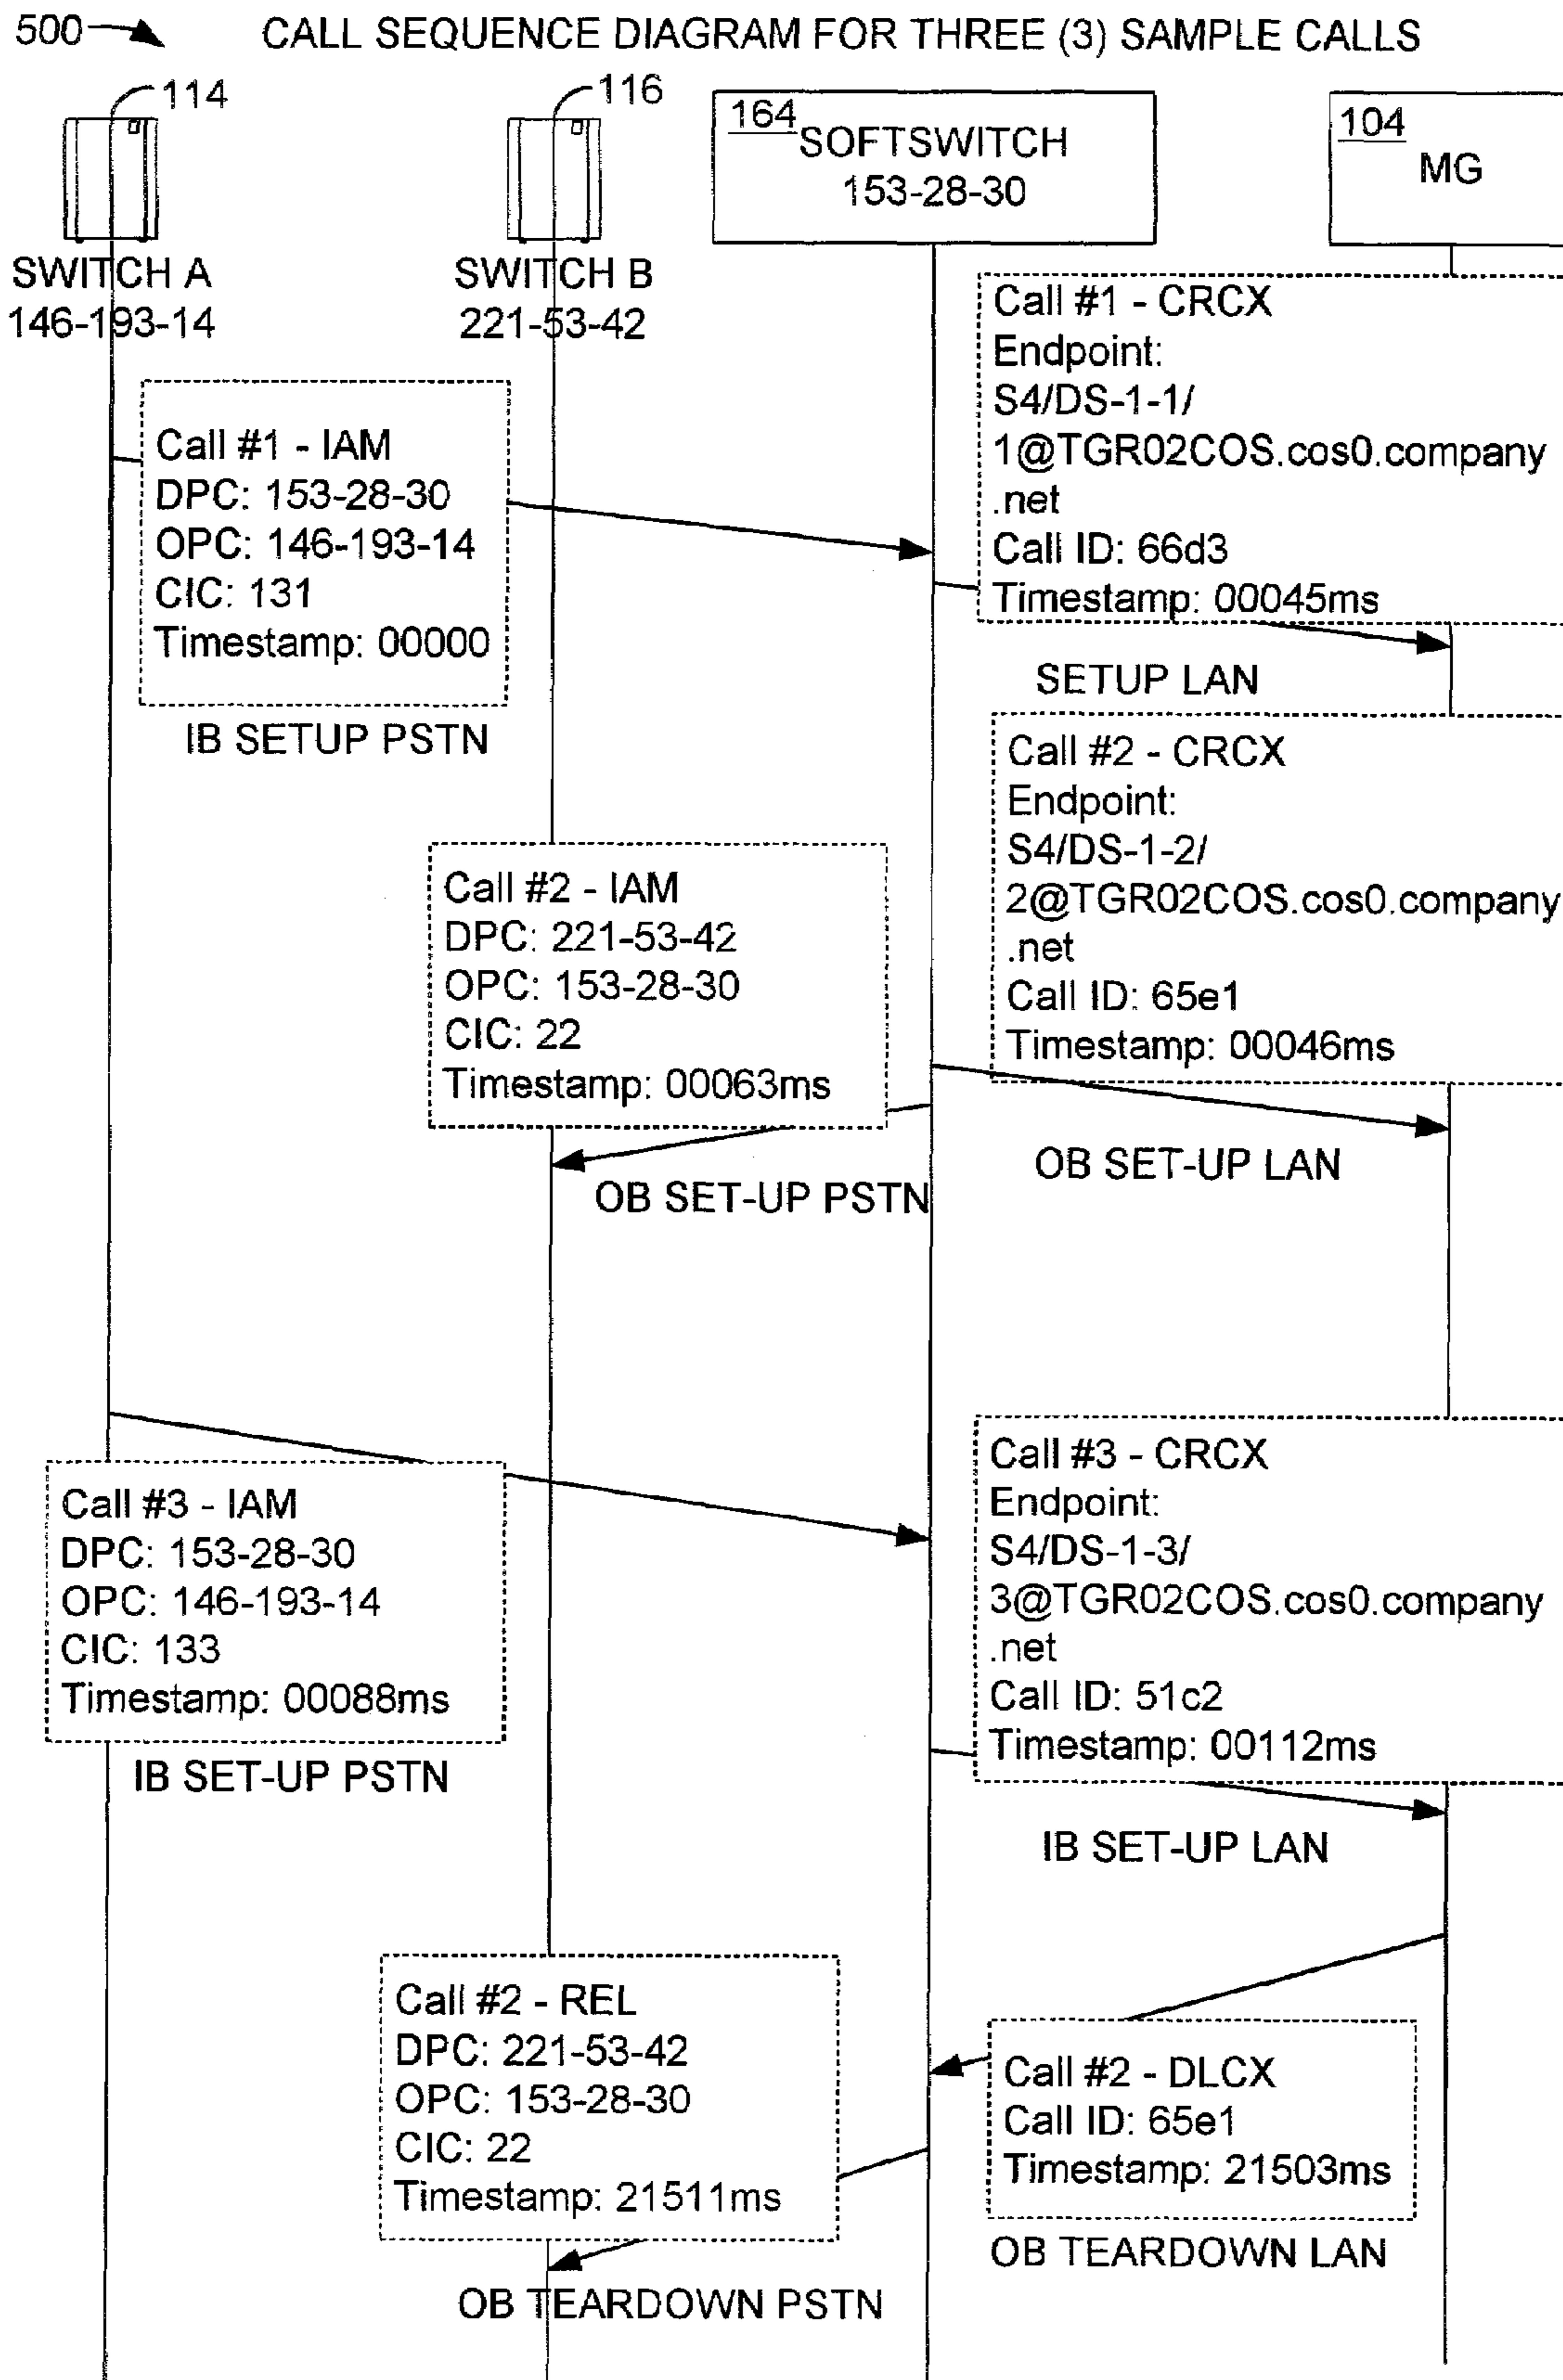 500
CALL SEQUENCE DIAGRAM FOR THREE (3) SAMPLE CALLS
114
116
164
SOFTSWITCH
153-28-30
104
MG
SWITCH A
146-193-14
SWITCH B
221-53-42
Call #1 - CRCX
Endpoint:
S4/DS-1-1/
1@TGR02COS.cos0.company
.net
Call ID: 66d3
Timestamp: 00045ms
SETUP LAN
Call #1 - IAM
DPC: 153-28-30
OPC: 146-193-14
CIC: 131
Timestamp: 00000
IB SETUP PSTN
Call #2 - CRCX
Endpoint:
S4/DS-1-2/
2@TGR02COS.cos0.company
.net
Call ID: 65e1
Timestamp: 00046ms
OB SET-UP LAN
Call #2 - IAM
DPC: 221-53-42
OPC: 153-28-30
CIC: 22
Timestamp: 00063ms
OB SET-UP PSTN
Call #3 - IAM
DPC: 153-28-30
OPC: 146-193-14
CIC: 133
Timestamp: 00088ms
IB SET-UP PSTN
Call #3 - CRCX
Endpoint:
S4/DS-1-3/
3@TGR02COS.cos0.company
.net
Call ID: 51c2
Timestamp: 00112ms
IB SET-UP LAN
Call #2 - DLCX
Call ID: 65e1
Timestamp: 21503ms
OB TEARDOWN LAN
Call #2 - REL
DPC: 221-53-42
OPC: 153-28-30
CIC: 22
Timestamp: 21511ms
OB TEARDOWN PSTN